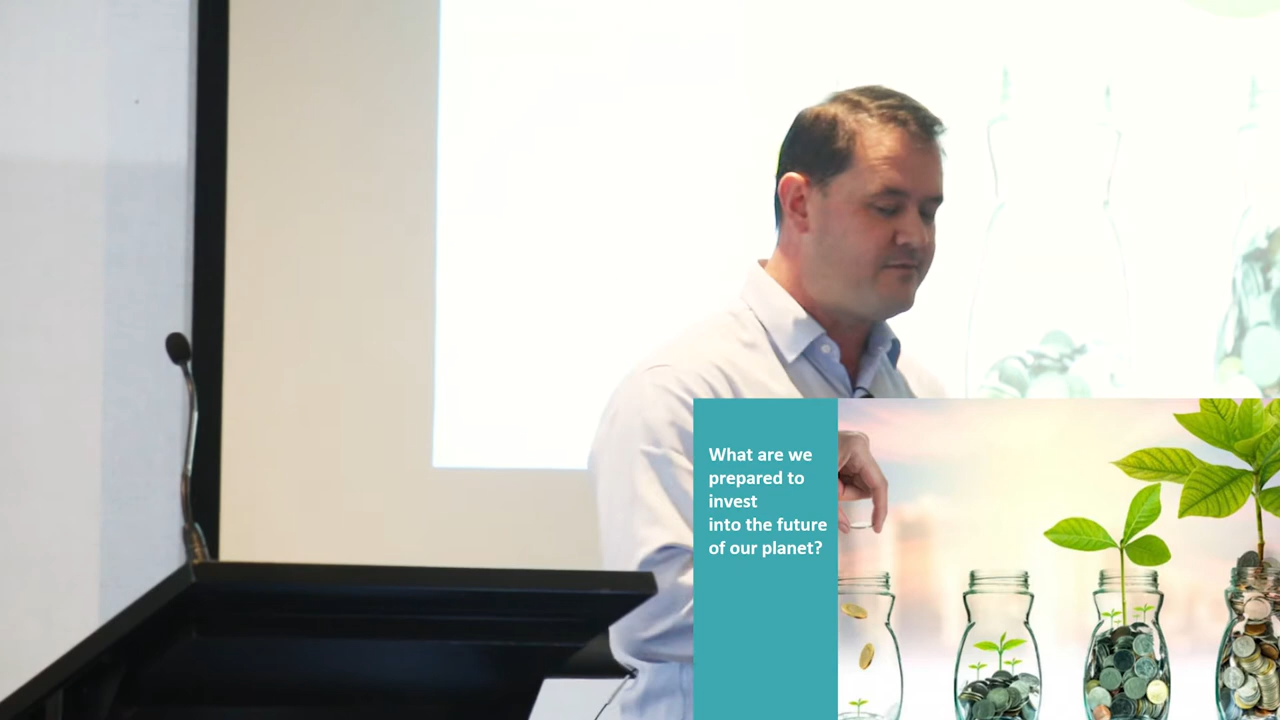 What are we
prepared to
invest
into the future
of our planet?